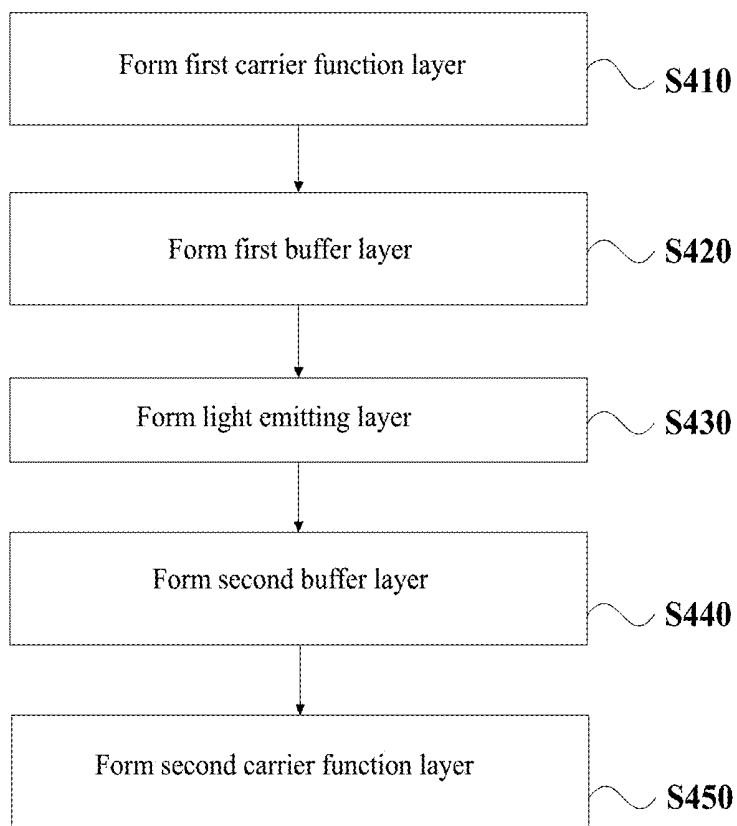 Form first carrier function layer
S410
Form first buffer layer
S420
Form light emitting layer
S430
Form second buffer layer
S440
Form second carrier function layer
S450